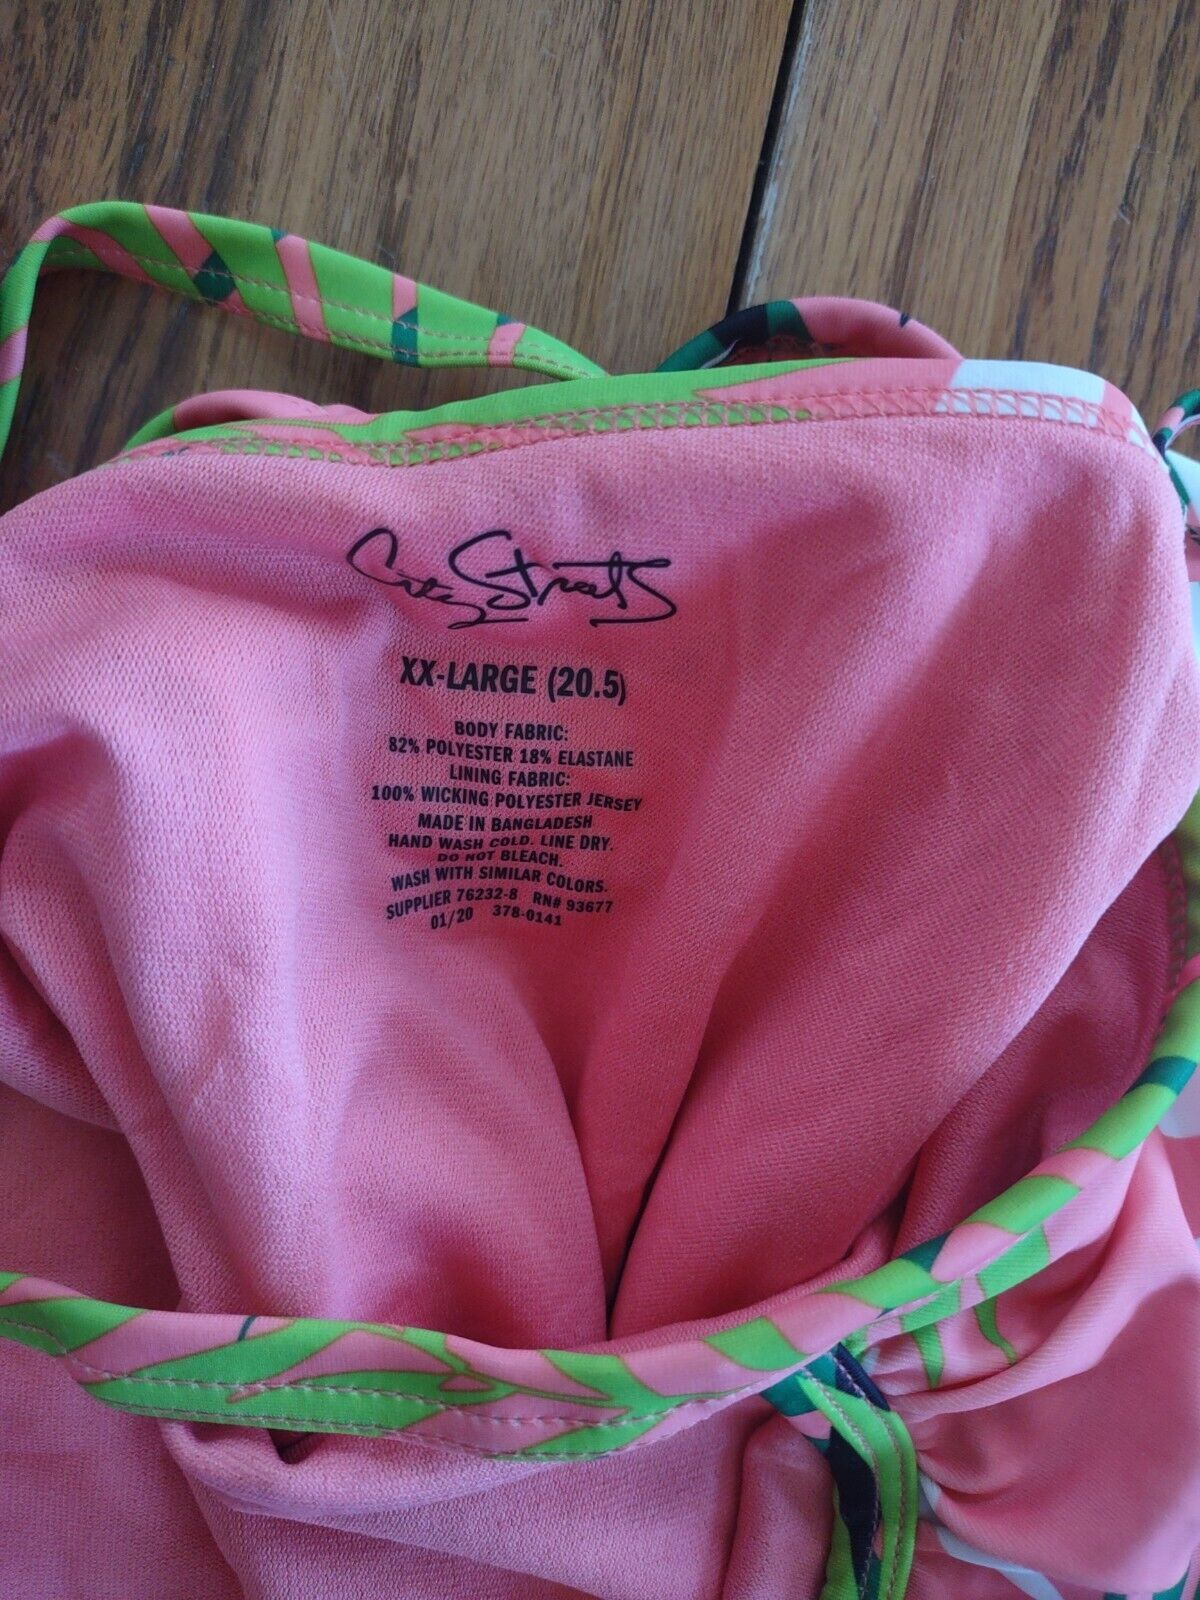 City Streets
XX-LARGE (20.5)
BODY FABRIC:
82% POLYESTER 18% ELASTANE
LINING FABRIC:
100% WICKING POLYESTER JERSEY
MADE IN BANGLADESH
HAND WASH COLD. LINE DRY.
DO NOT BLEACH.
WASH WITH SIMILAR COLORS.
SUPPLIER 76232-8 RN# 93677
01/20 378-0141